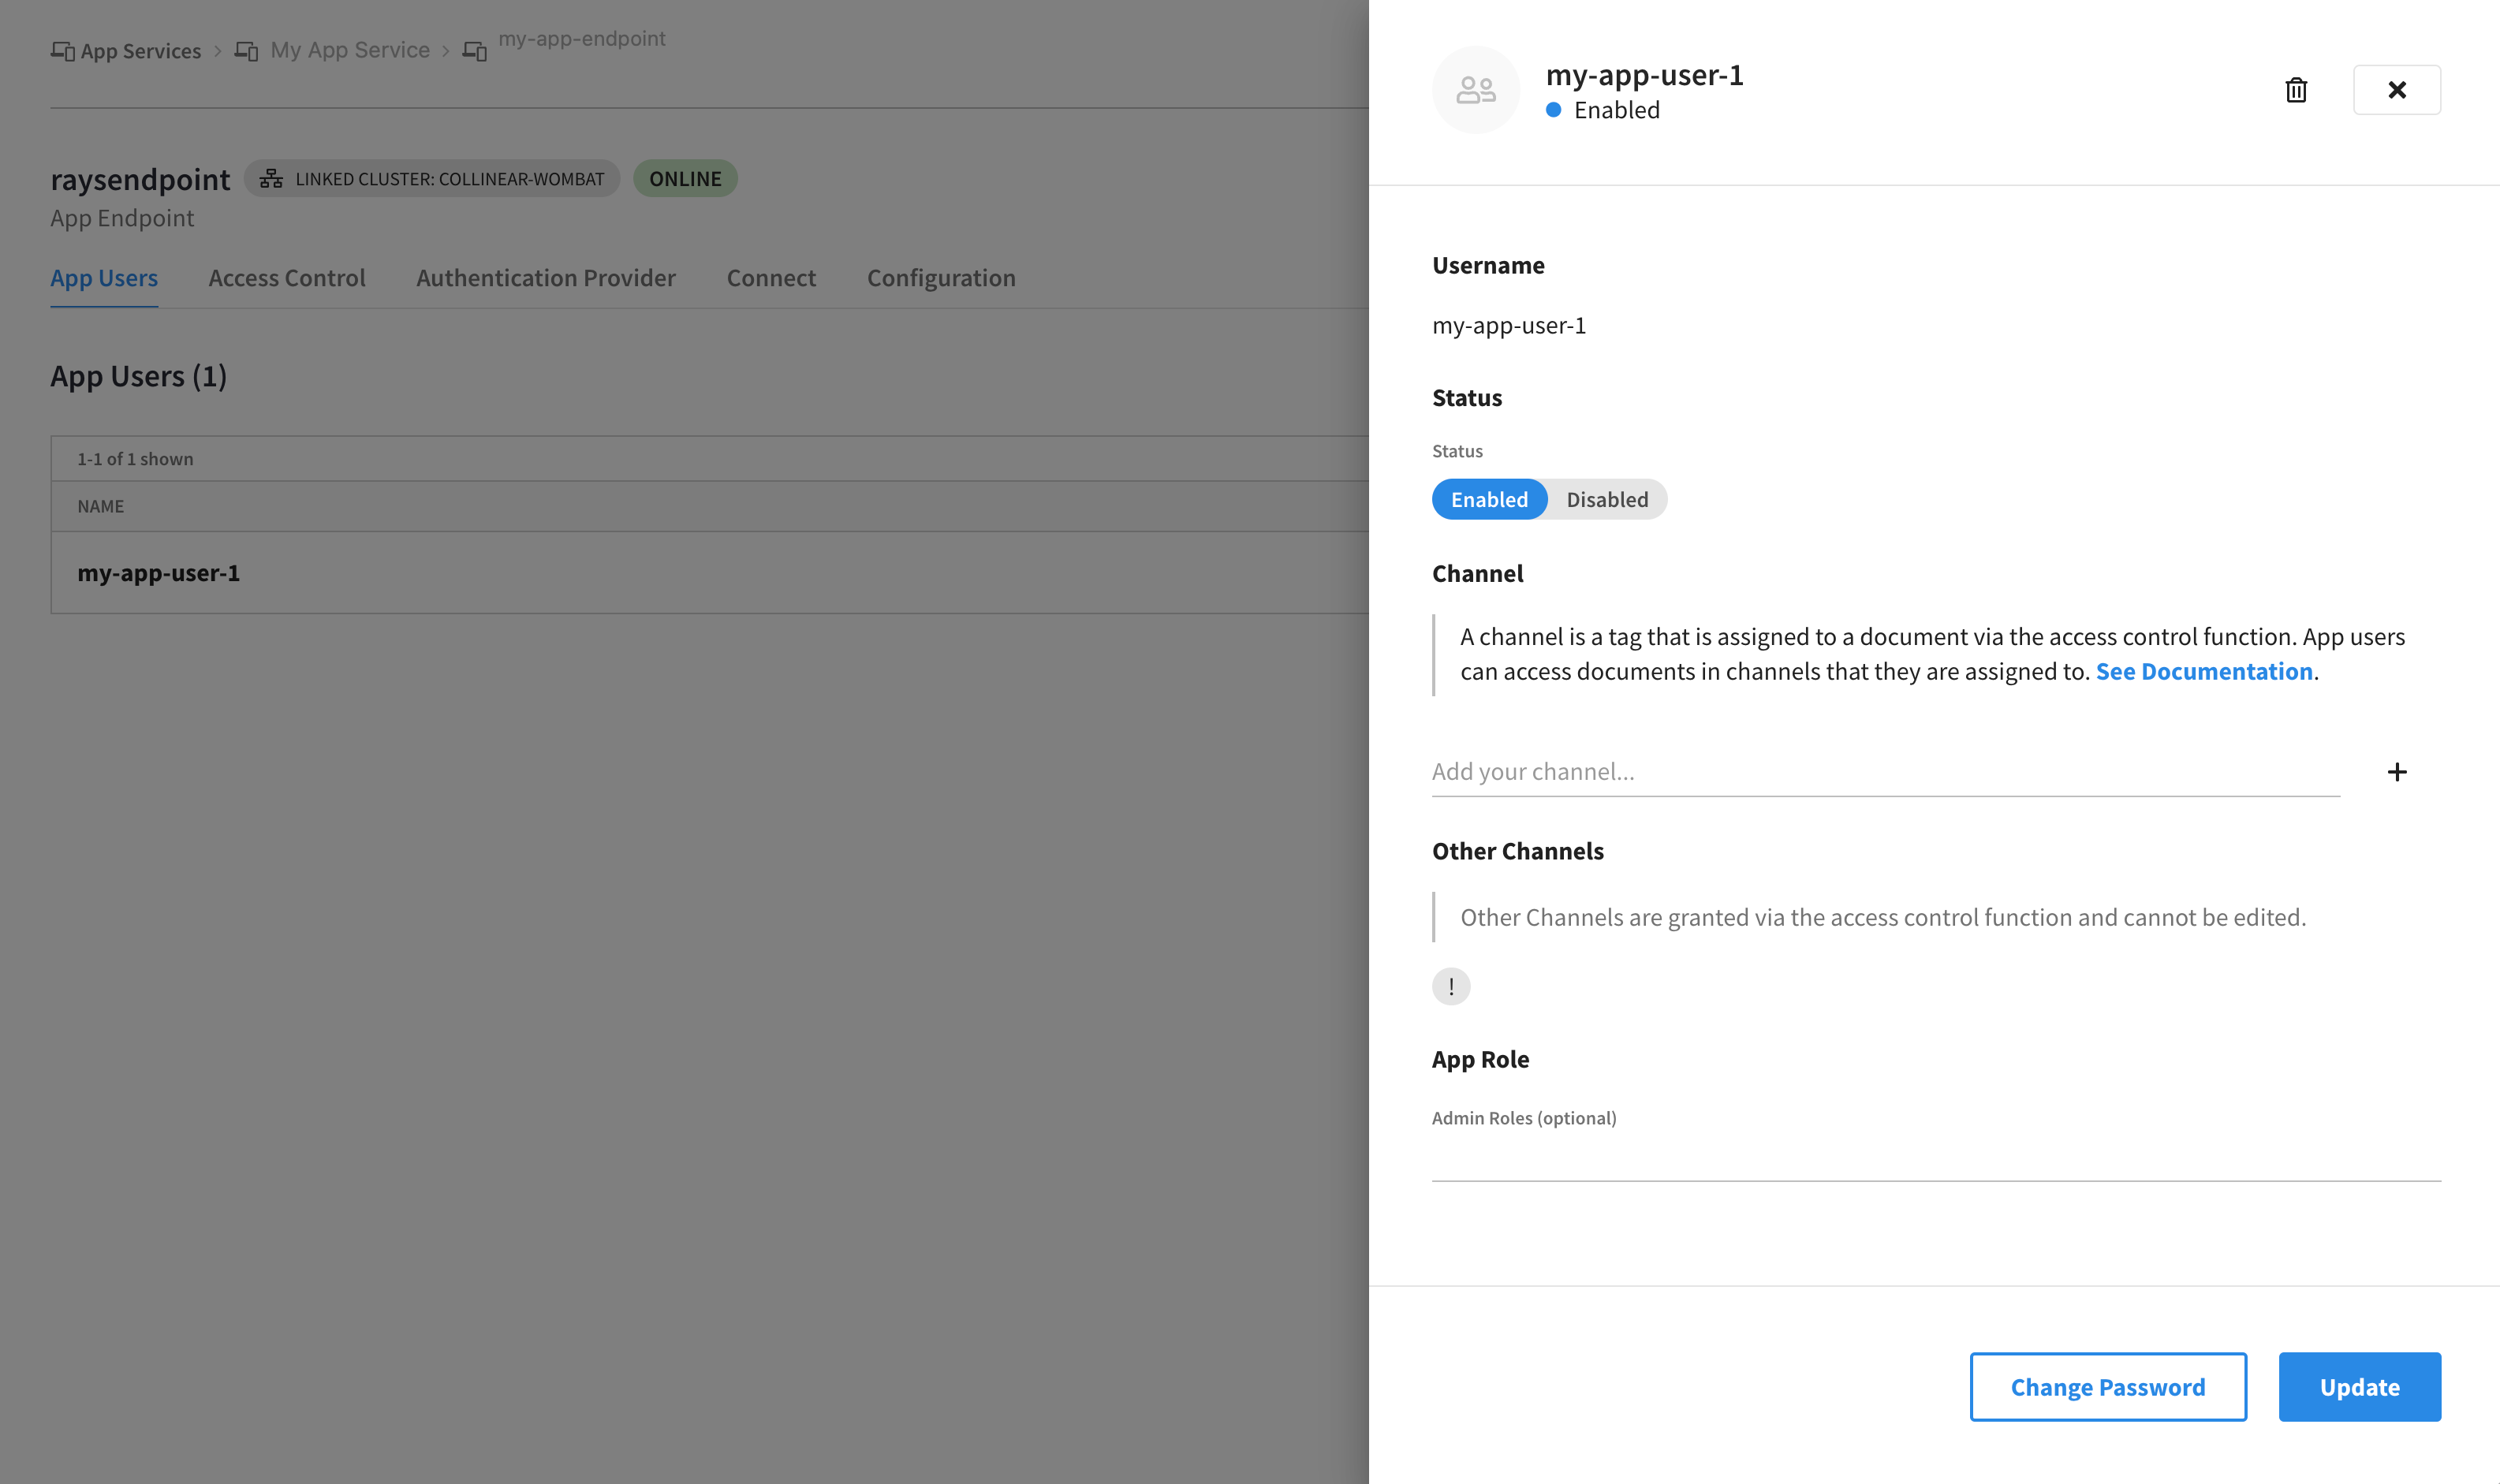 App Services > My App Service > my-app-endpoint
raysendpoint LINKED CLUSTER: COLLINEAR-WOMBAT ONLINE
App Endpoint
App Users Access Control Authentication Provider Connect Configuration
App Users (1)
1-1 of 1 shown
NAME
my-app-user-1
my-app-user-1
Enabled
Username
my-app-user-1
Status
Status
Enabled Disabled
Channel
A channel is a tag that is assigned to a document via the access control function. App users
can access documents in channels that they are assigned to. See Documentation.
Add your channel...
Other Channels
Other Channels are granted via the access control function and cannot be edited.
!
App Role
Admin Roles (optional)
Change Password Update